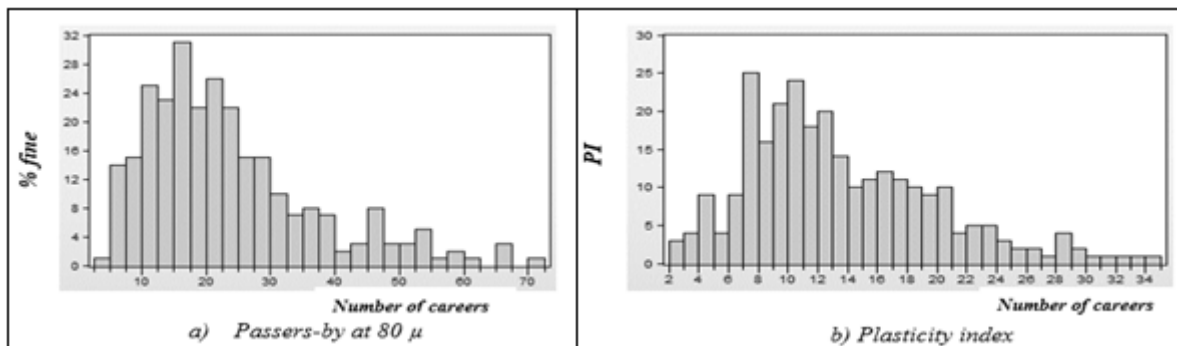 32
28
24
20
16
12
8
4
0
% fine
10 20 30 40 50 60 70
Number of careers
a) Passers-by at 80 µ
30
25
20
15
10
5
0
PI
2 4 6 8 10 12 14 16 18 20 22 24 26 28 30 32 34
Number of careers
b) Plasticity index